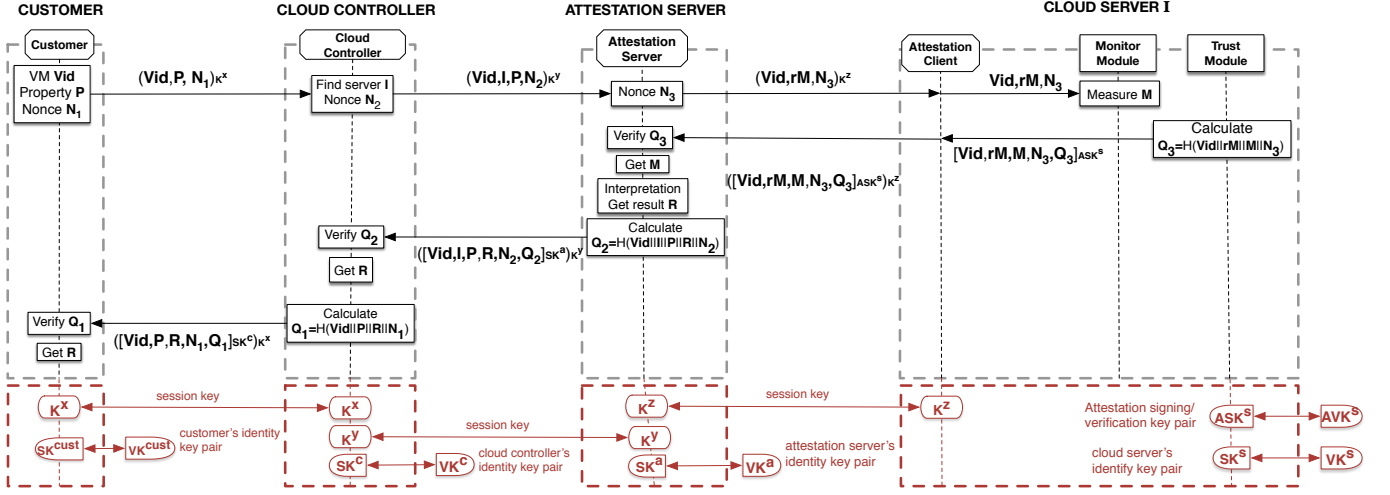 CUSTOMER
CLOUD CONTROLLER
ATTESTATION SERVER
CLOUD SERVER I
Customer
Cloud
Controller
Attestation
Server
Attestation
Client
Monitor
Module
Trust
Module
VM Vid
Property P
Nonce N₁
(Vid,P, N₁)Kˣ
Find server I
Nonce N₂
(Vid,I,P,N₂)Kʸ
Nonce N₃
(Vid,rM,N₃)Kᶻ
Vid,rM,N₃
Measure M
Calculate
Q₃=H(Vid||rM||M||N₃)
[Vid,rM,M,N₃,Q₃]ASKˢ
Verify Q₃
Get M
([Vid,rM,M,N₃,Q₃]ASKˢ)Kᶻ
Interpretation
Get result R
Calculate
Q₂=H(Vid||I||P||R||N₂)
Verify Q₂
([Vid,I,P,R,N₂,Q₂]SKᵃ)Kʸ
Get R
Calculate
Q₁=H(Vid||P||R||N₁)
Verify Q₁
([Vid,P,R,N₁,Q₁]SKᶜ)Kˣ
Get R
Kˣ
session key
Kˣ
Kᶻ
session key
Kᶻ
Attestation signing/
verification key pair
ASKˢ
AVKˢ
Kʸ
session key
Kʸ
SKᶜᵘˢᵗ
VKᶜᵘˢᵗ
customer's identity
key pair
SKᶜ
VKᶜ
cloud controller's
identity key pair
SKᵃ
VKᵃ
attestation server's
identity key pair
cloud server's
identify key pair
SKˢ
VKˢ